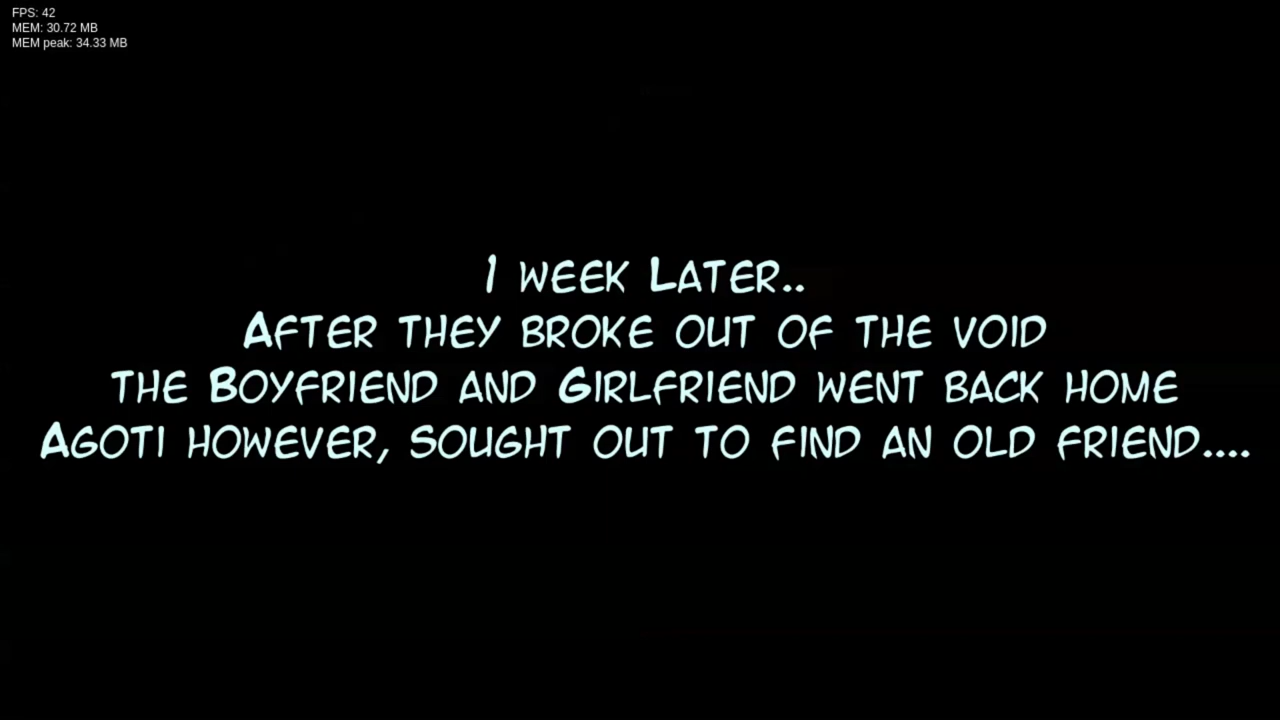 FPS: 42
MEM: 30.72 MB
MEM peak: 34.33 MB
1 week Later..
After they broke out of the void
the Boyfriend and Girlfriend went back home
Agoti however, sought out to find an old friend....